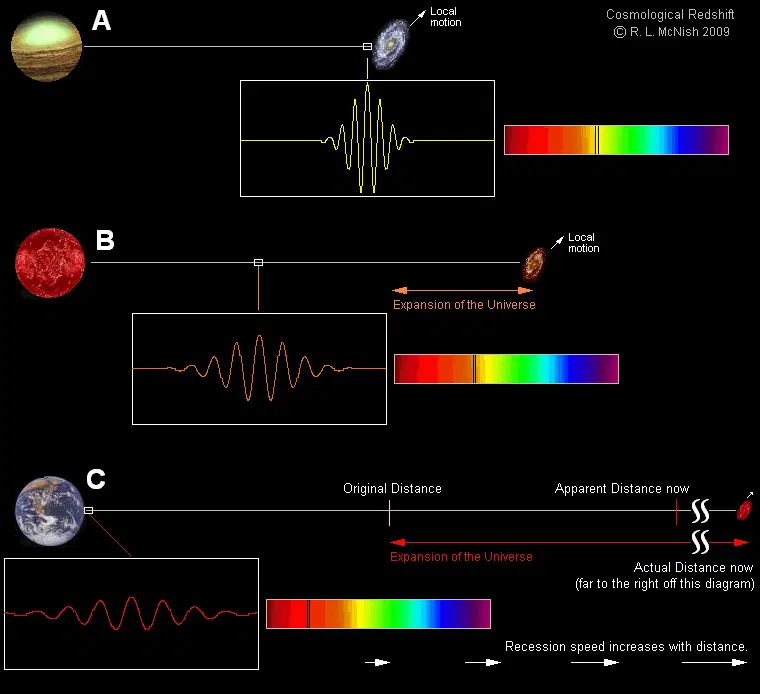 A
Local
motion
Cosmological Redshift
© R. L. McNish 2009
B
Local
motion
Expansion of the Universe
C
Original Distance
Apparent Distance now
Expansion of the Universe
Actual Distance now
(far to the right off this diagram)
Recession speed increases with distance.